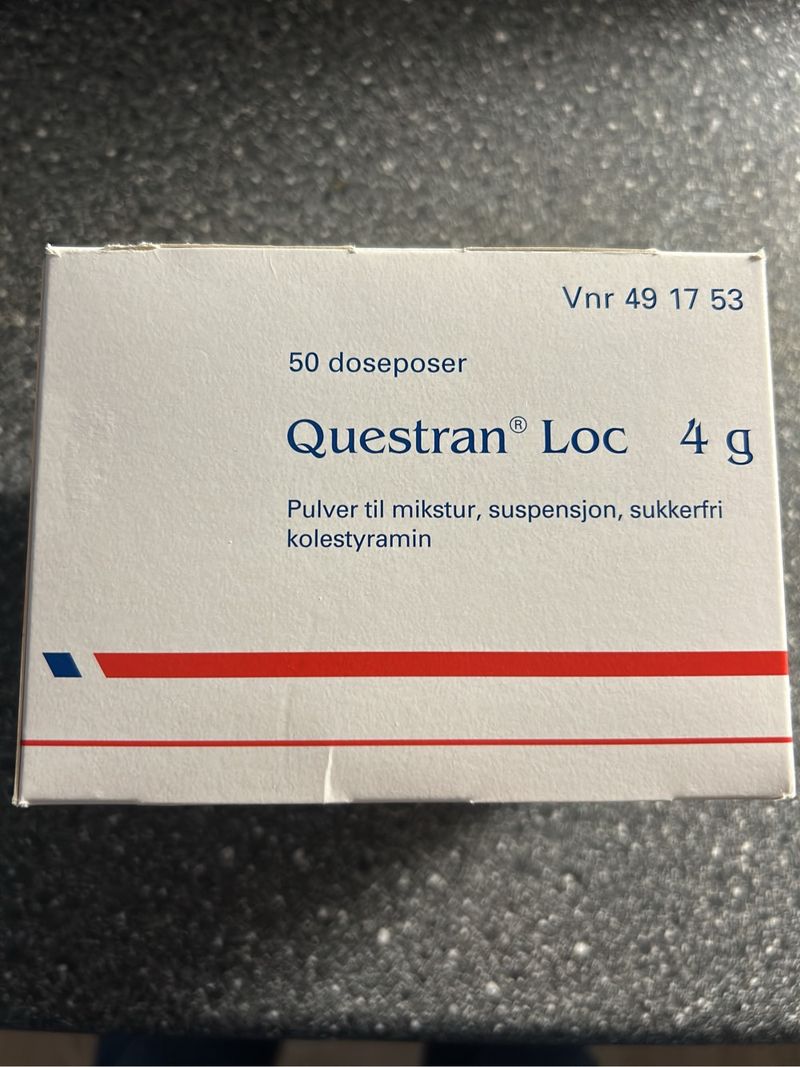 Vnr 49 17 53
50 doseposer
Questran® Loc 4 g
Pulver til mikstur, suspensjon, sukkerfri
kolestyramin